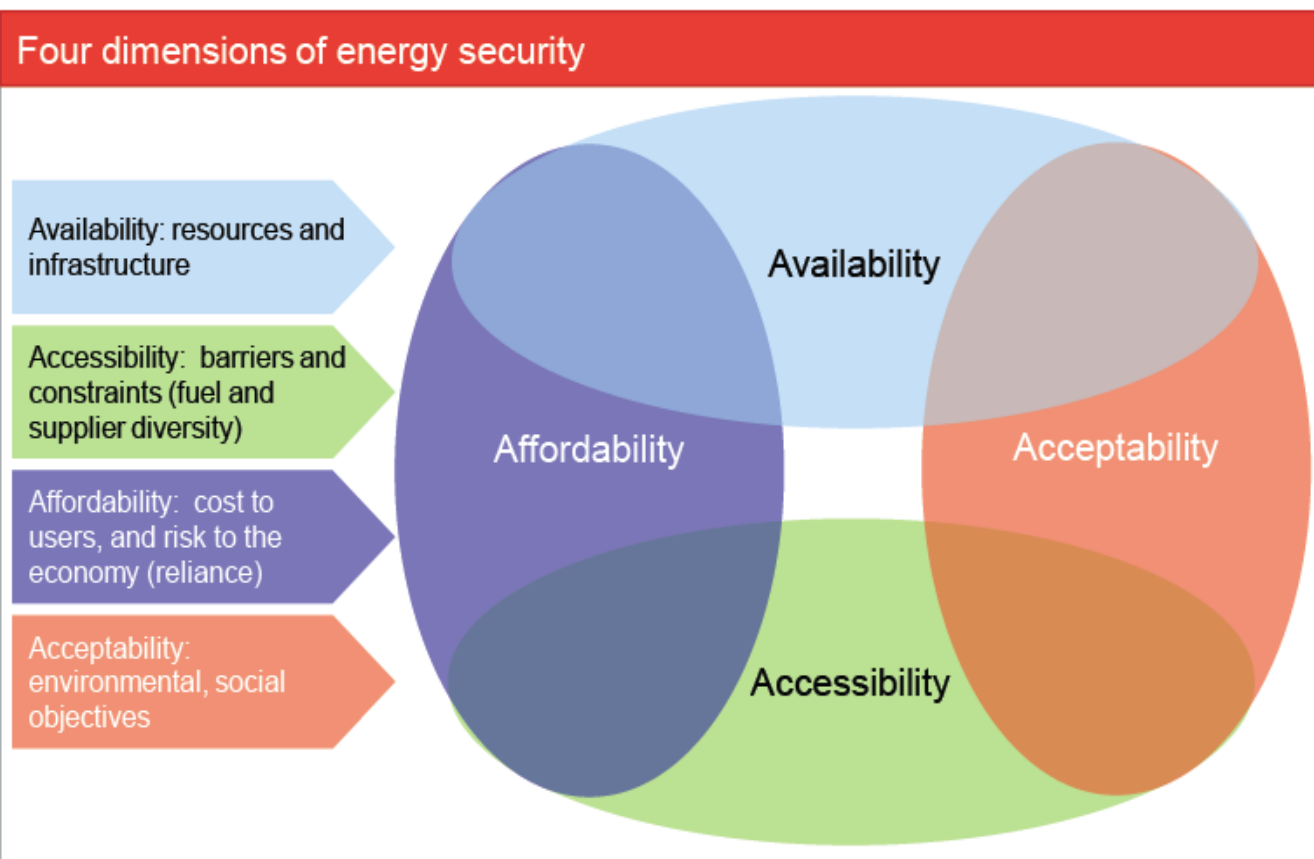 Four dimensions of energy security
Availability: resources and
infrastructure
Accessibility:  barriers and
constraints (fuel and
supplier diversity)
Affordability:  cost to
users, and risk to the
economy (reliance)
Acceptability:
environmental, social
objectives
Availability
Affordability
Acceptability
Accessibility